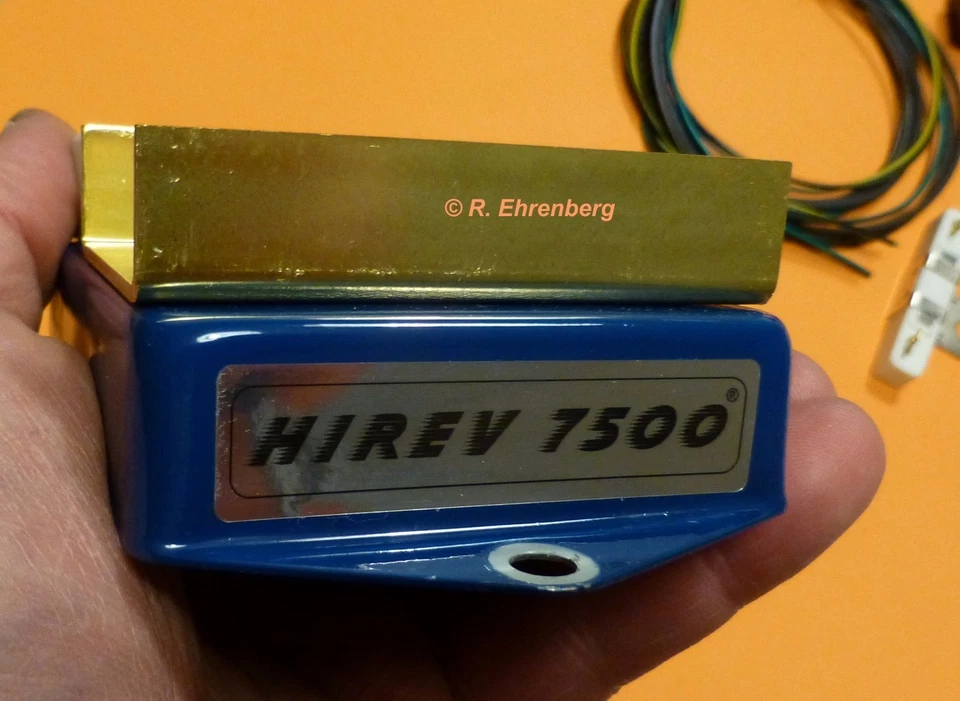 © R. Ehrenberg
HIREV 7500®